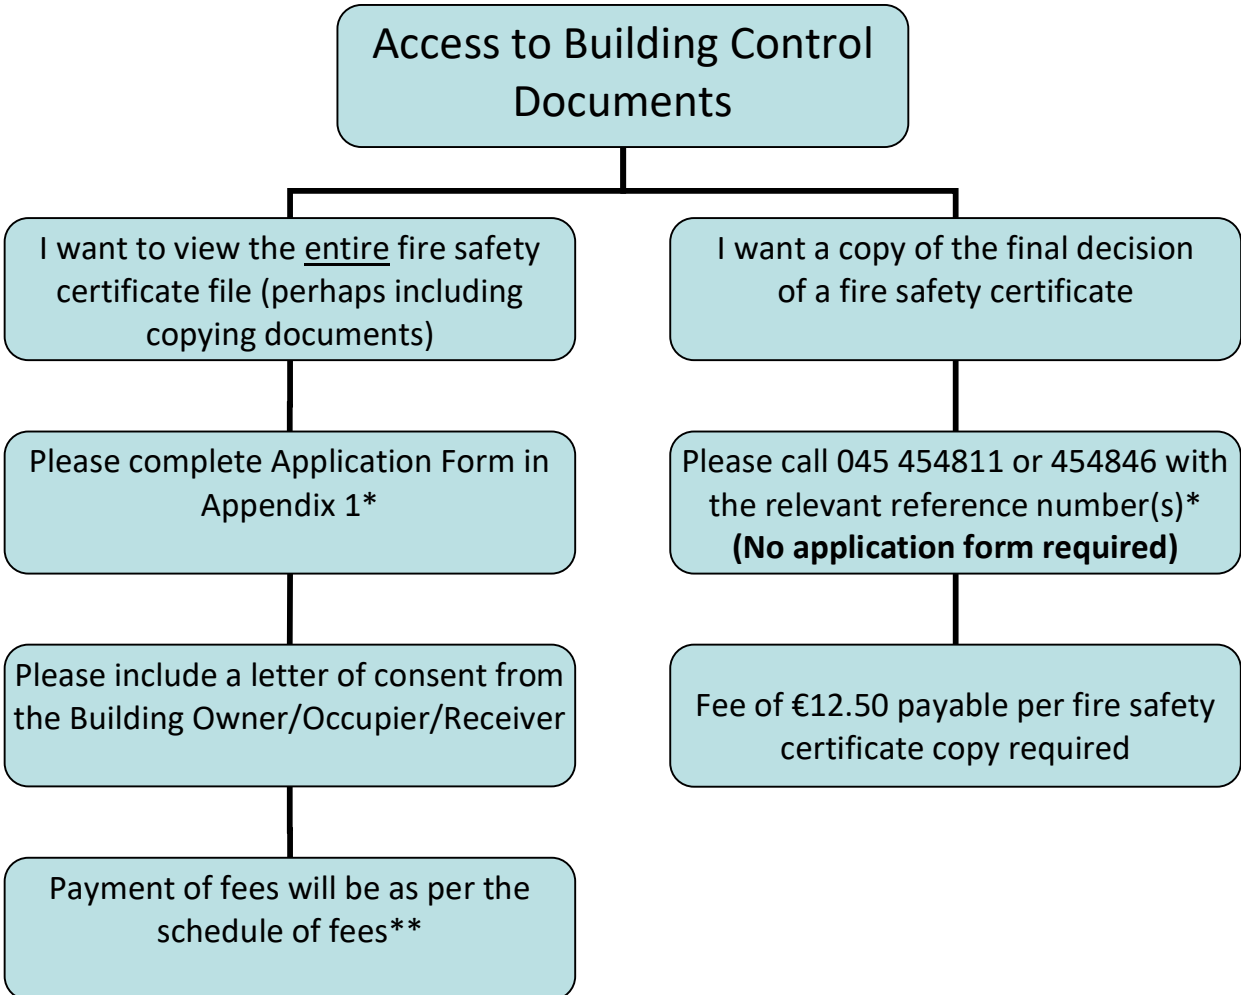 Access to Building Control
Documents
I want to view the entire fire safety
certificate file (perhaps including
copying documents)
Please complete Application Form in
Appendix 1*
Please include a letter of consent from
the Building Owner/Occupier/Receiver
Payment of fees will be as per the
schedule of fees**
I want a copy of the final decision
of a fire safety certificate
Please call 045 454811 or 454846 with
the relevant reference number(s)*
(No application form required)
Fee of €12.50 payable per fire safety
certificate copy required